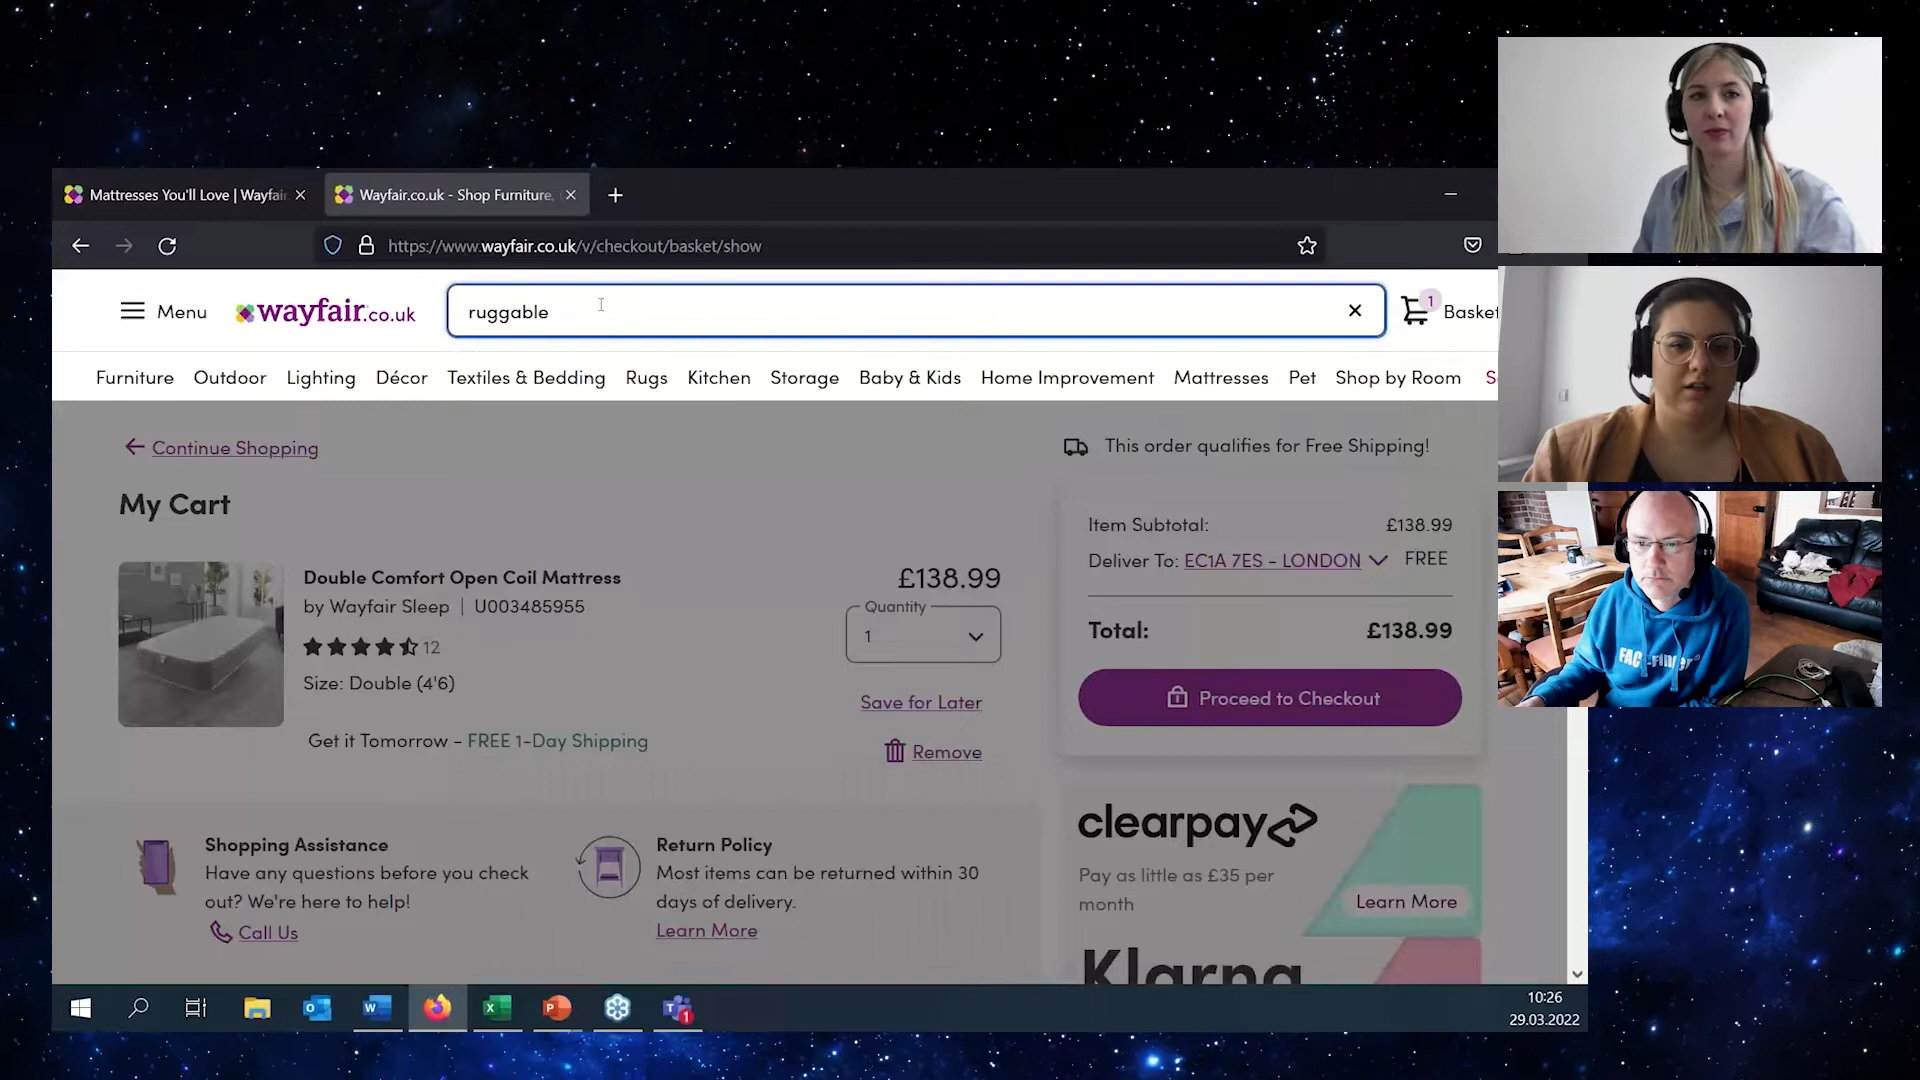 Mattresses You'll Love | Wayfair
Wayfair.co.uk - Shop Furniture,
https://www.wayfair.co.uk/v/checkout/basket/show
Menu
wayfair.co.uk
ruggable
1
Basket
Furniture Outdoor Lighting Décor Textiles & Bedding Rugs Kitchen Storage Baby & Kids Home Improvement Mattresses Pet Shop by Room S
Continue Shopping
This order qualifies for Free Shipping!
My Cart
Item Subtotal: £138.99
Deliver To: EC1A 7ES - LONDON FREE
Total: £138.99
Proceed to Checkout
Double Comfort Open Coil Mattress
by Wayfair Sleep | U003485955
12
Size: Double (4'6)
Get it Tomorrow - FREE 1-Day Shipping
£138.99
Quantity
1
Save for Later
Remove
Shopping Assistance
Have any questions before you check
out? We're here to help!
Call Us
Return Policy
Most items can be returned within 30
days of delivery.
Learn More
clearpay
Pay as little as £35 per
month
Learn More
Klarna
10:26
29.03.2022